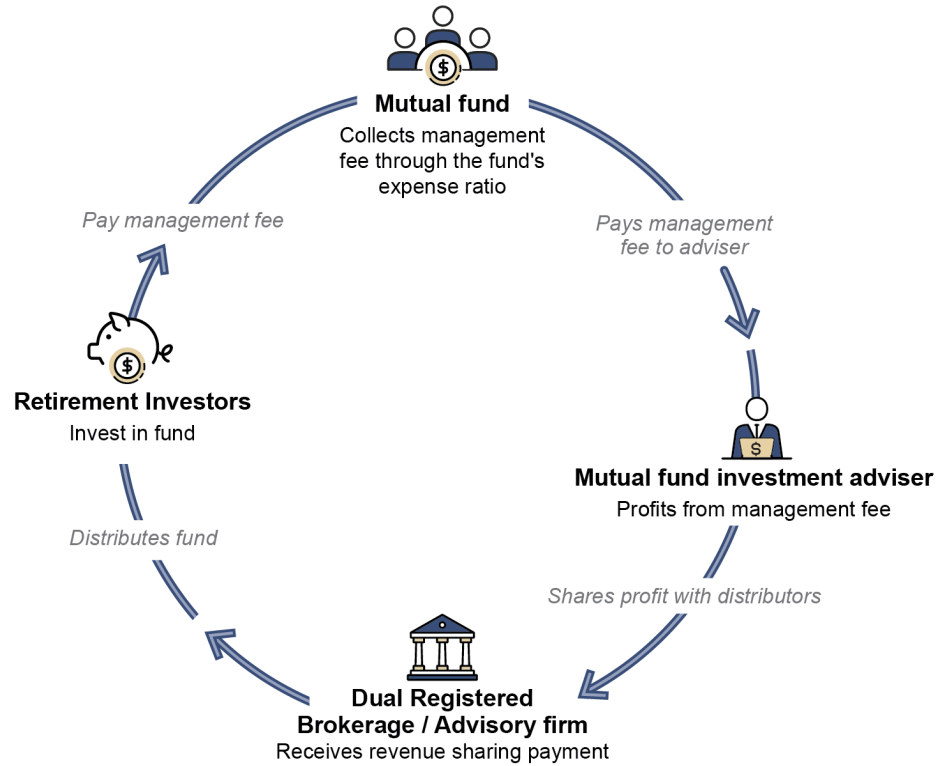 $
Mutual fund
Collects management
fee through the fund's
expense ratio
Pay management fee
Pays management
fee to adviser
$
Retirement Investors
Invest in fund
$
Mutual fund investment adviser
Profits from management fee
Distributes fund
Shares profit with distributors
Dual Registered
Brokerage / Advisory firm
Receives revenue sharing payment